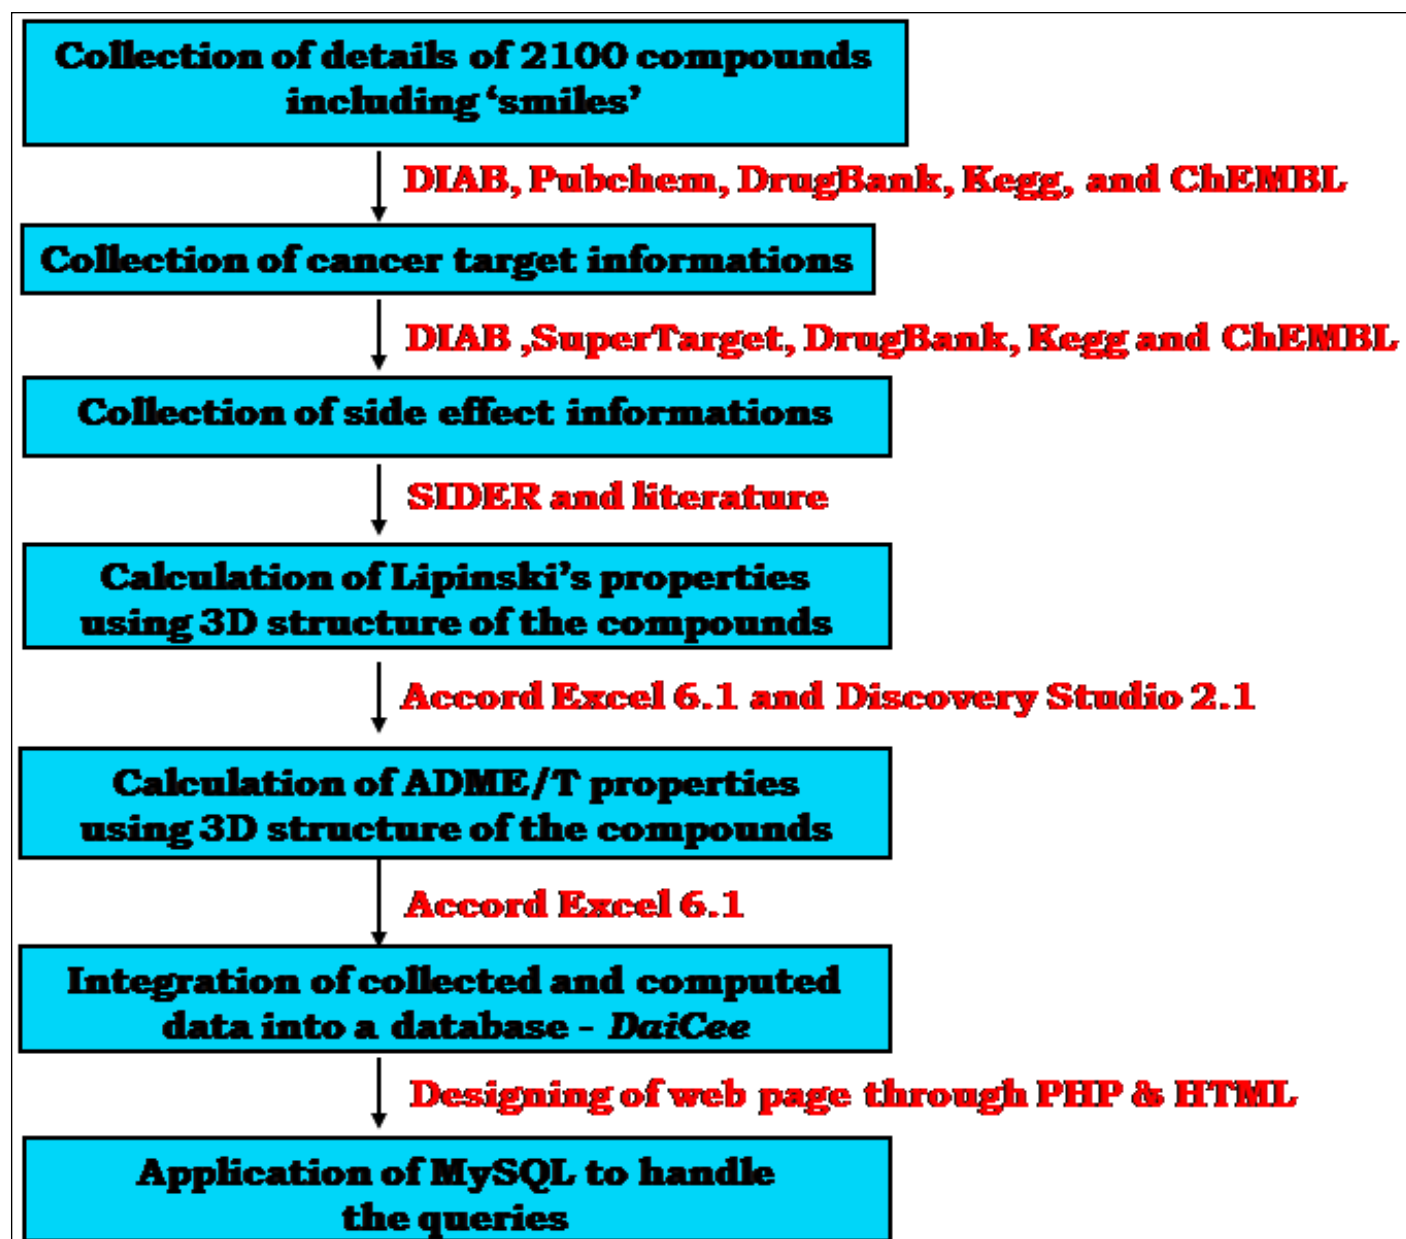 Collection of details of 2100 compounds
including ‘smiles’
DIAB, Pubchem, DrugBank, Kegg, and ChEMBL
Collection of cancer target informations
DIAB ,SuperTarget, DrugBank, Kegg and ChEMBL
Collection of side effect informations
SIDER and literature
Calculation of Lipinski’s properties
using 3D structure of the compounds
Accord Excel 6.1 and Discovery Studio 2.1
Calculation of ADME/T properties
using 3D structure of the compounds
Accord Excel 6.1
Integration of collected and computed
data into a database - DaiCee
Designing of web page through PHP & HTML
Application of MySQL to handle
the queries